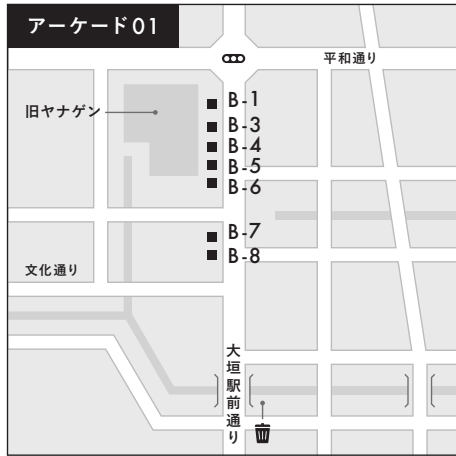 アーケード01
平和通り
旧ヤナゲン
B-1
B-3
B-4
B-5
B-6
B-7
B-8
文化通り
大垣駅前通り